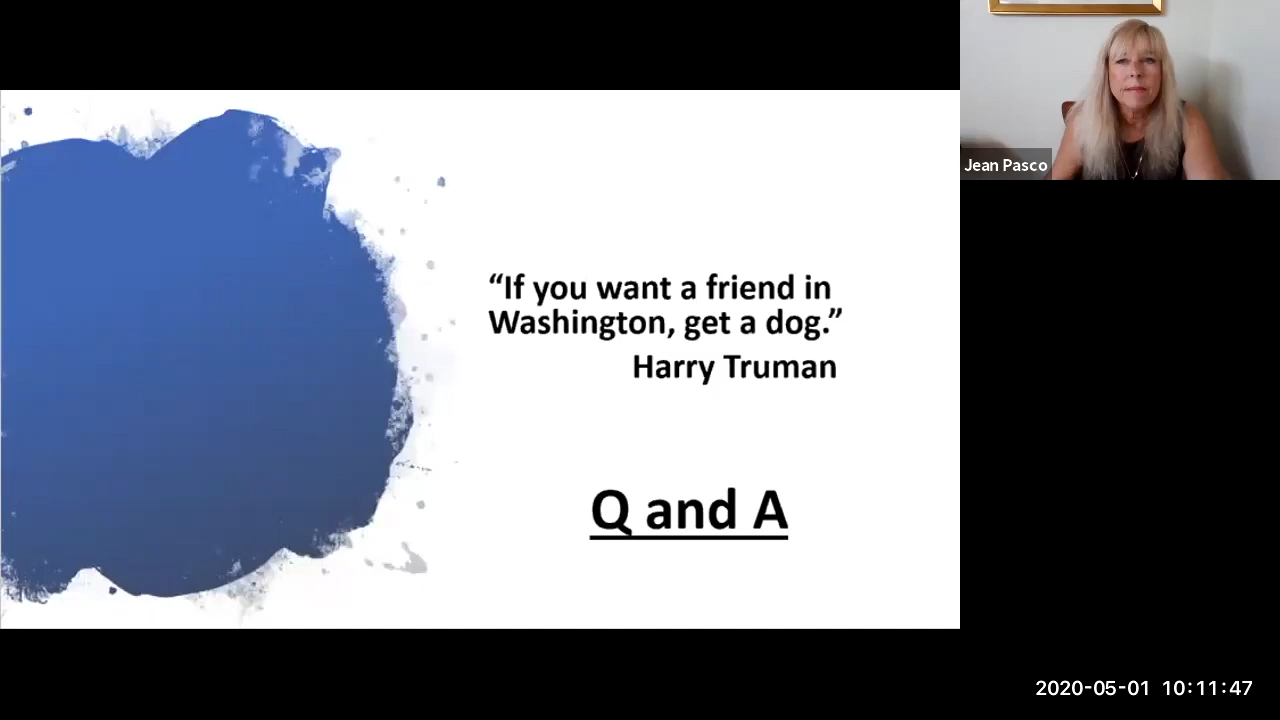 Jean Pasco
“If you want a friend in
Washington, get a dog.”
Harry Truman
Q and A
2020-05-01 10:11:47